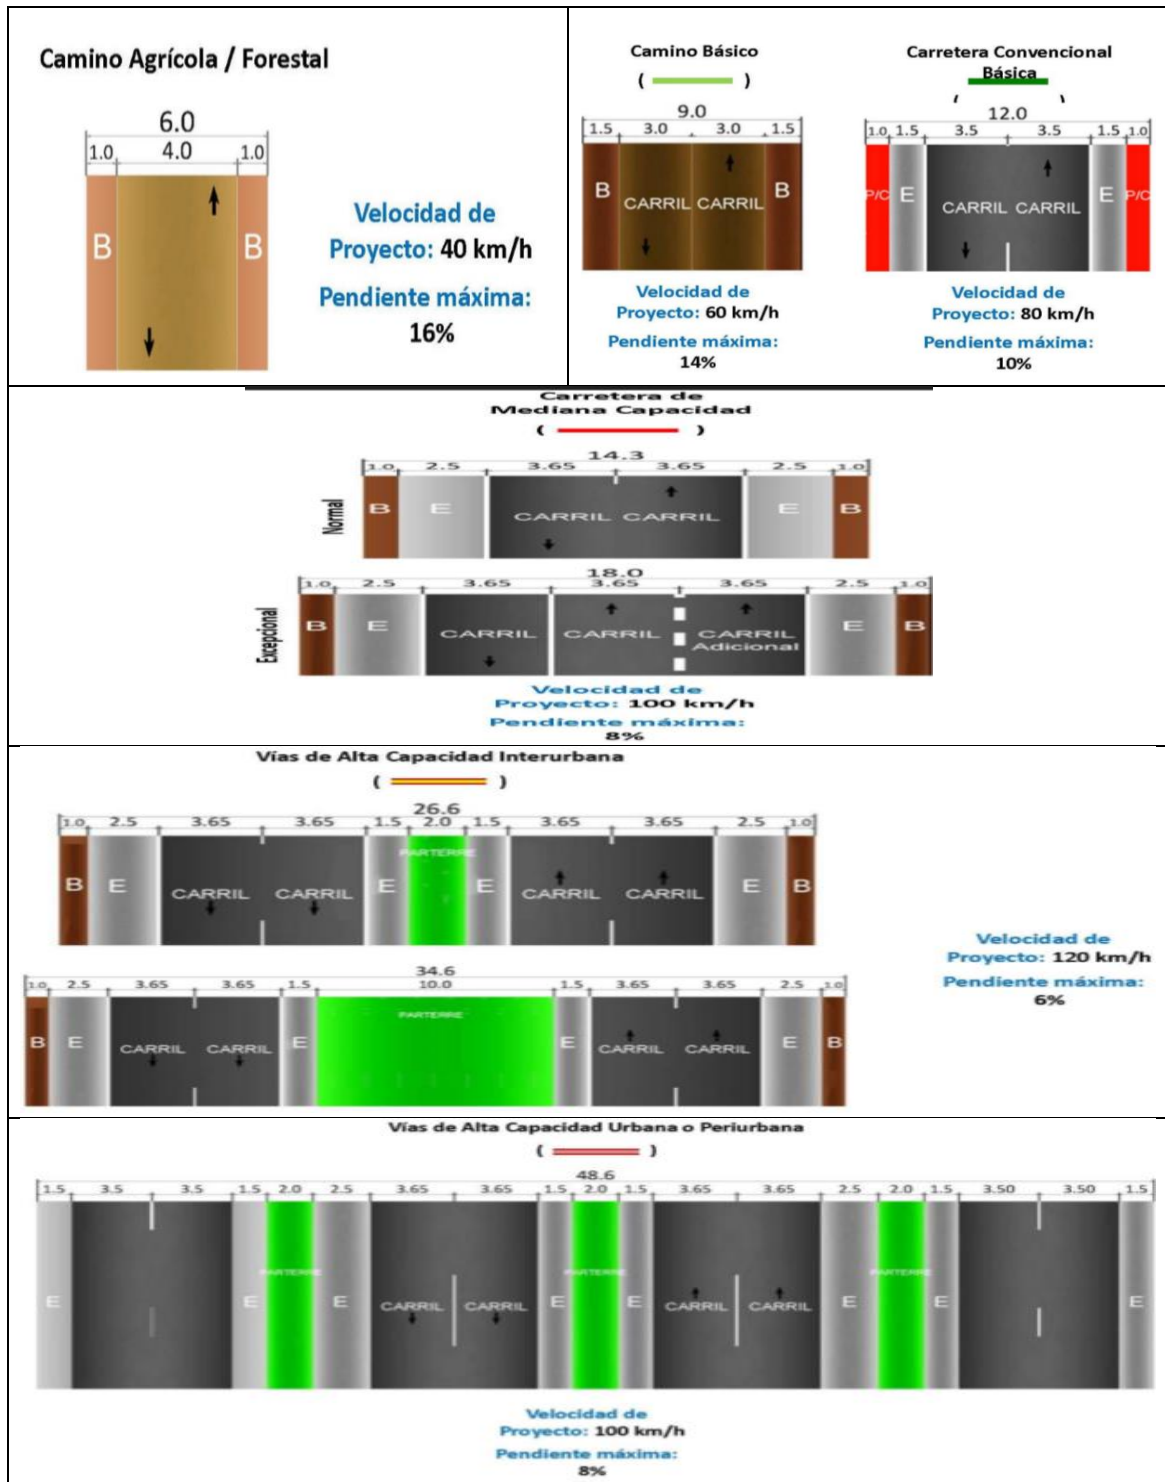 Camino Agrícola / Forestal
6.0
1.0 4.0 1.0
B B
Velocidad de
Proyecto: 40 km/h
Pendiente máxima:
16%
Camino Básico
( )
9.0
1.5 3.0 3.0 1.5
B CARRIL CARRIL B
Velocidad de
Proyecto: 60 km/h
Pendiente máxima:
14%
Carretera Convencional
Básica
( )
12.0
1.0 1.5 3.5 3.5 1.5 1.0
P/C E CARRIL CARRIL E P/C
Velocidad de
Proyecto: 80 km/h
Pendiente máxima:
10%
Carretera de
Mediana Capacidad
( )
Normal
14.3
1.0 2.5 3.65 3.65 2.5 1.0
B E CARRIL CARRIL E B
Excepcional
18.0
1.0 2.5 3.65 3.65 3.65 2.5 1.0
B E CARRIL CARRIL CARRIL E B
Adicional
Velocidad de
Proyecto: 100 km/h
Pendiente máxima:
8%
Vías de Alta Capacidad Interurbana
( )
26.6
1.0 2.5 3.65 3.65 1.5 2.0 1.5 3.65 3.65 2.5 1.0
PARTERRE
B E CARRIL CARRIL E E CARRIL CARRIL E B
34.6
1.0 2.5 3.65 3.65 1.5 10.0 1.5 3.65 3.65 2.5 1.0
PARTERRE
B E CARRIL CARRIL E E CARRIL CARRIL E B
Velocidad de
Proyecto: 120 km/h
Pendiente máxima:
6%
Vías de Alta Capacidad Urbana o Periurbana
( )
48.6
1.5 3.5 3.5 1.5 2.0 2.5 3.65 3.65 1.5 2.0 1.5 3.65 3.65 2.5 2.0 1.5 3.50 3.50 1.5
PARTERRE PARTERRE PARTERRE
E E E CARRIL CARRIL E E CARRIL CARRIL E E E
Velocidad de
Proyecto: 100 km/h
Pendiente máxima:
8%